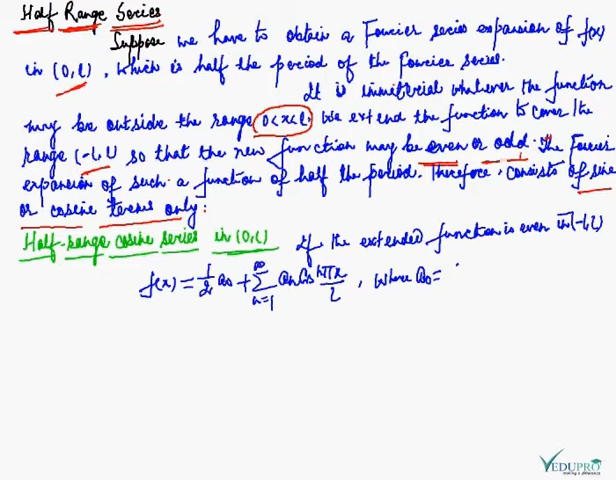 Half Range Series
Suppose we have to obtain a Fourier series expansion of f(x)
in (0, l), which is half the period of the Fourier series.
It is immiterial whatever the function
may be outside the range 0<x<l. We extend the function to cover the
range (-l, l) so that the new function may be even or odd. The Fourier
expansion of such a function of half the period. Therefore, consists of sine
or cosine terms only:
Half-range cosine series in (0, l) If the extended function is even in (-l, l)
f(x) = 1/2 a₀ + ∑_{n=1}^{∞} aₙ cos nπx/l, where a₀ =
VEDUPRO